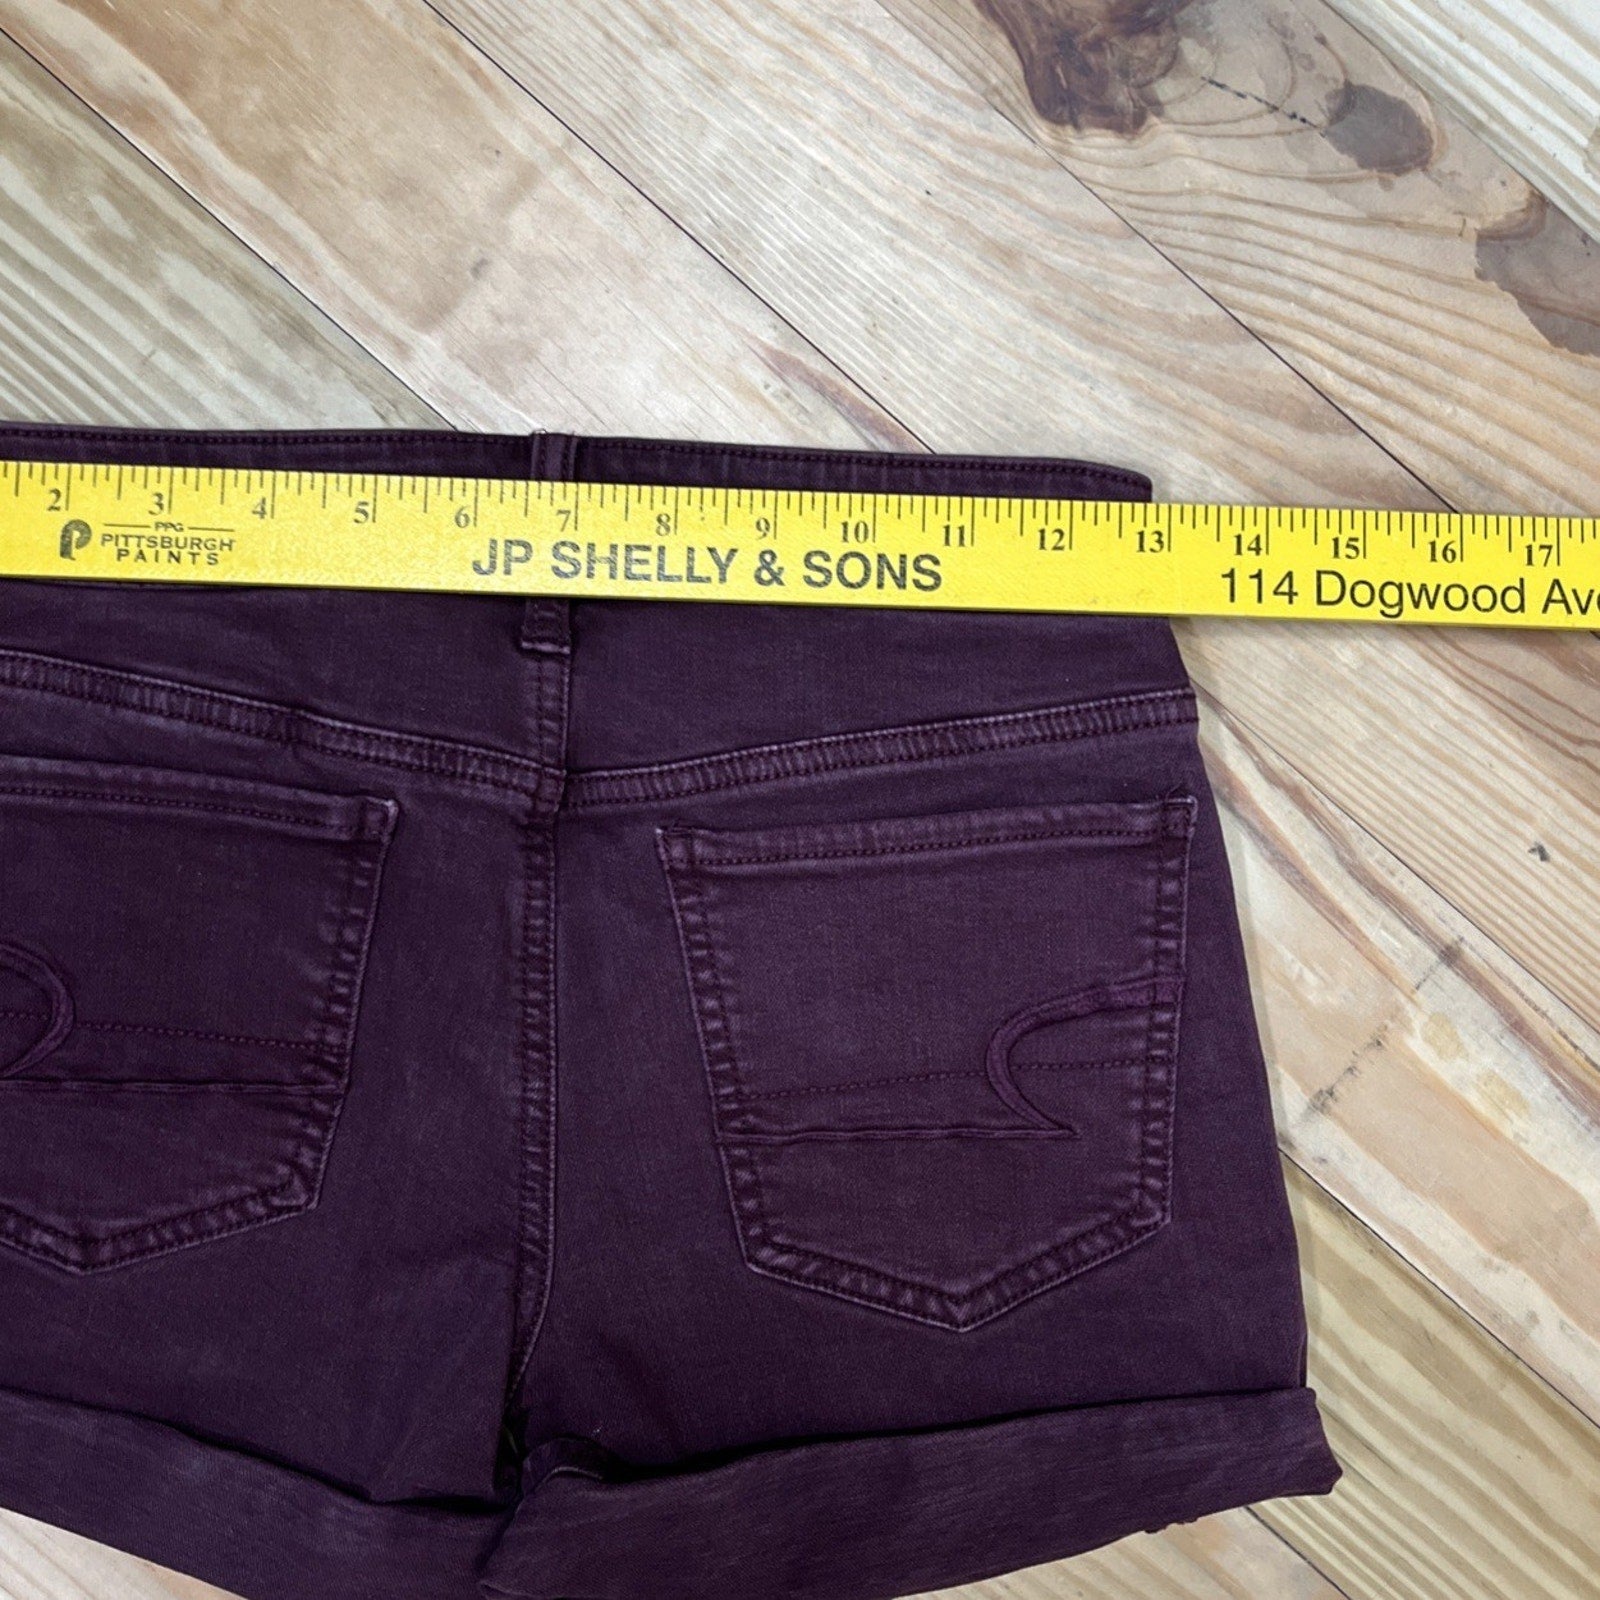 2 3 4 5 6 7 8 9 10 11 12 13 14 15 16 17
PPG
PITTSBURGH
PAINTS
JP SHELLY & SONS
114 Dogwood Ave